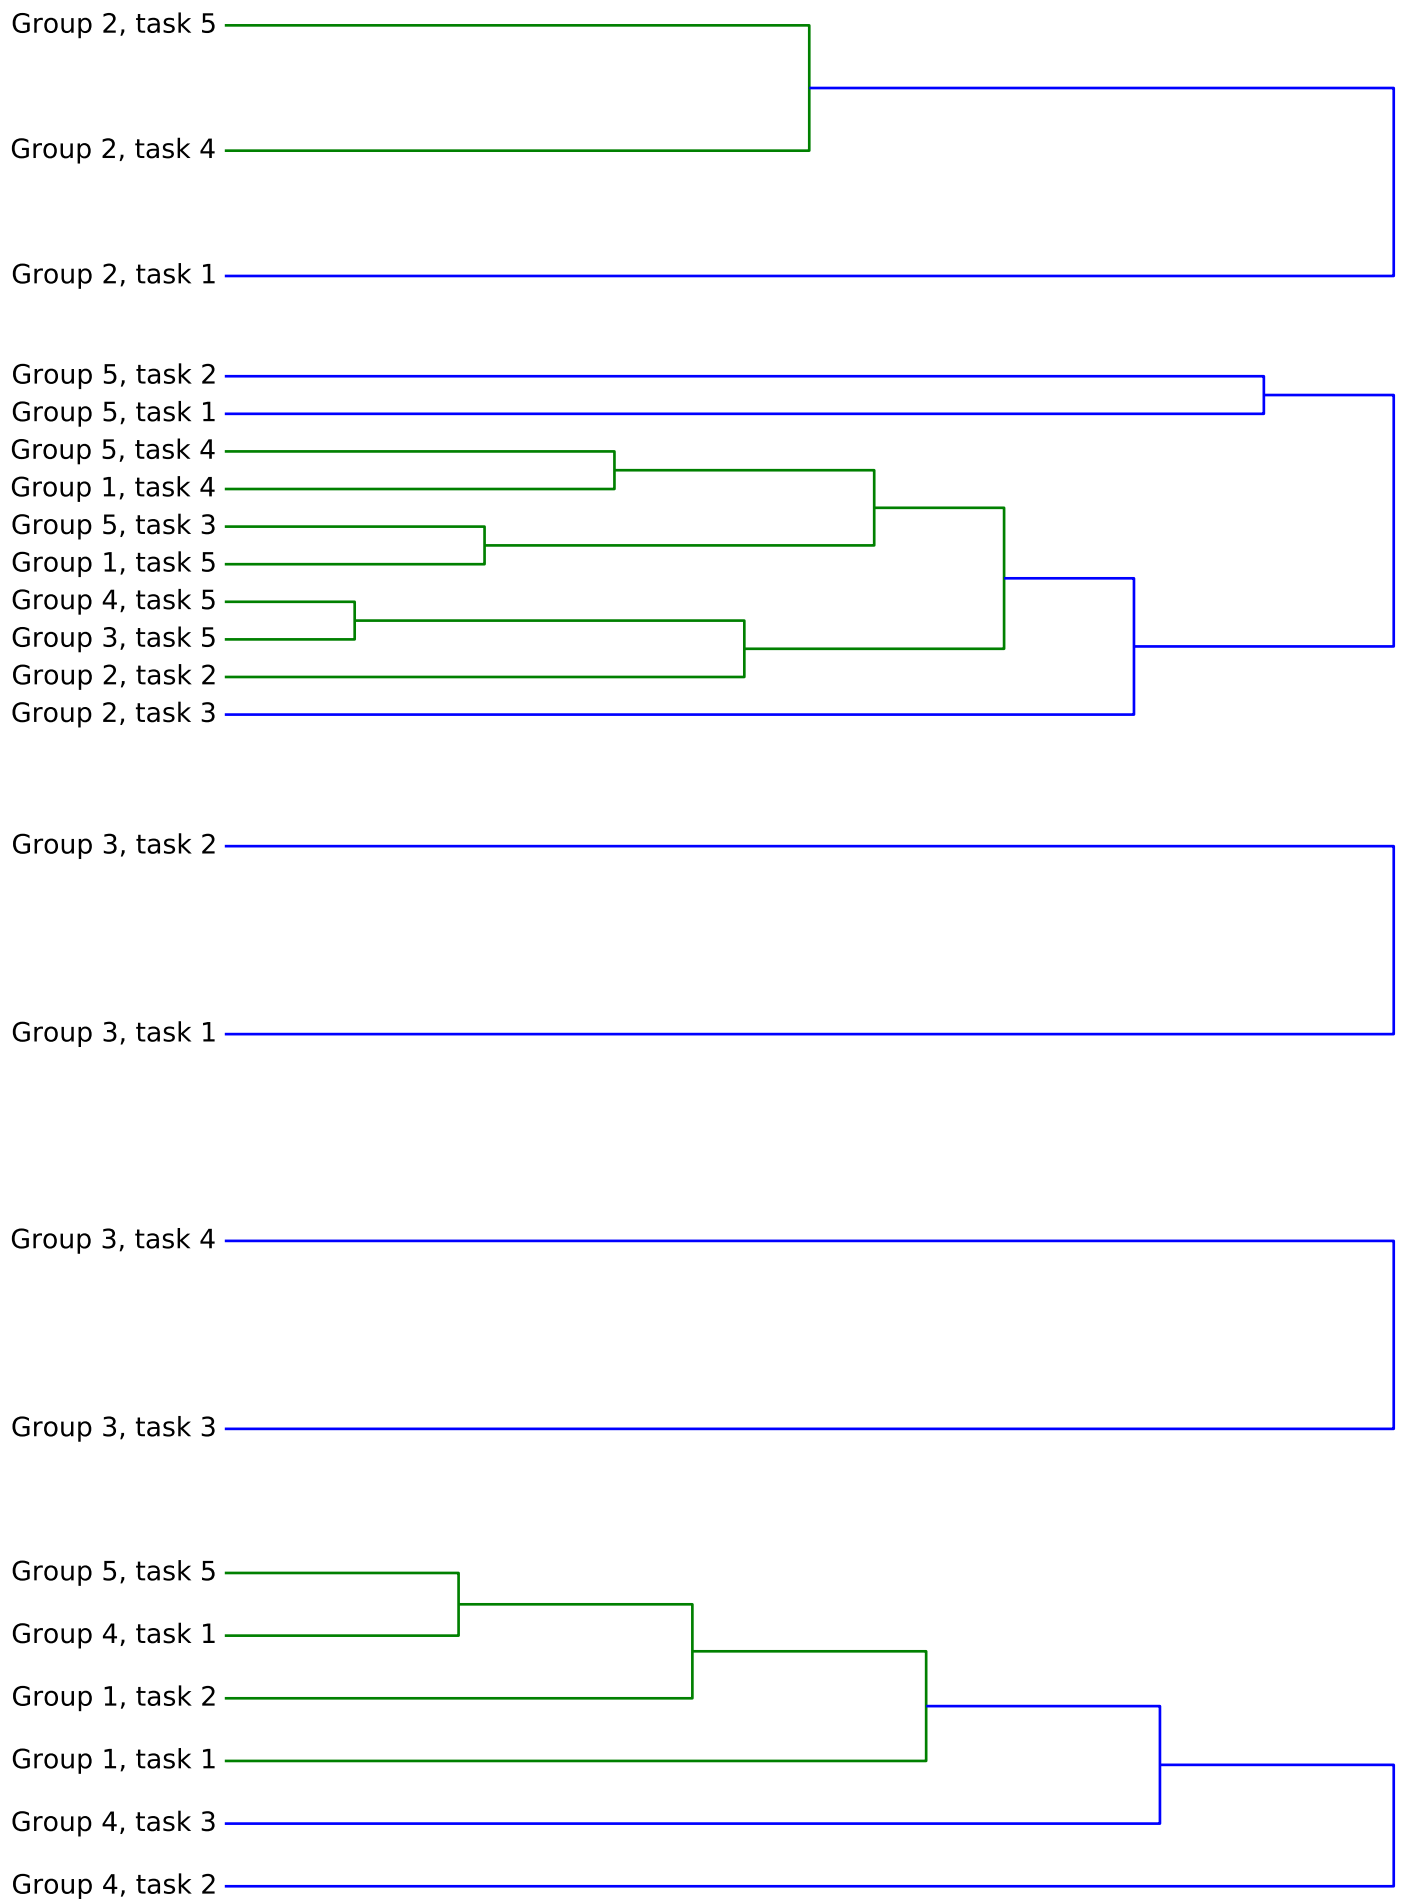 Group 2, task 5
Group 2, task 4
Group 2, task 1
Group 5, task 2
Group 5, task 1
Group 5, task 4
Group 1, task 4
Group 5, task 3
Group 1, task 5
Group 4, task 5
Group 3, task 5
Group 2, task 2
Group 2, task 3
Group 3, task 2
Group 3, task 1
Group 3, task 4
Group 3, task 3
Group 5, task 5
Group 4, task 1
Group 1, task 2
Group 1, task 1
Group 4, task 3
Group 4, task 2